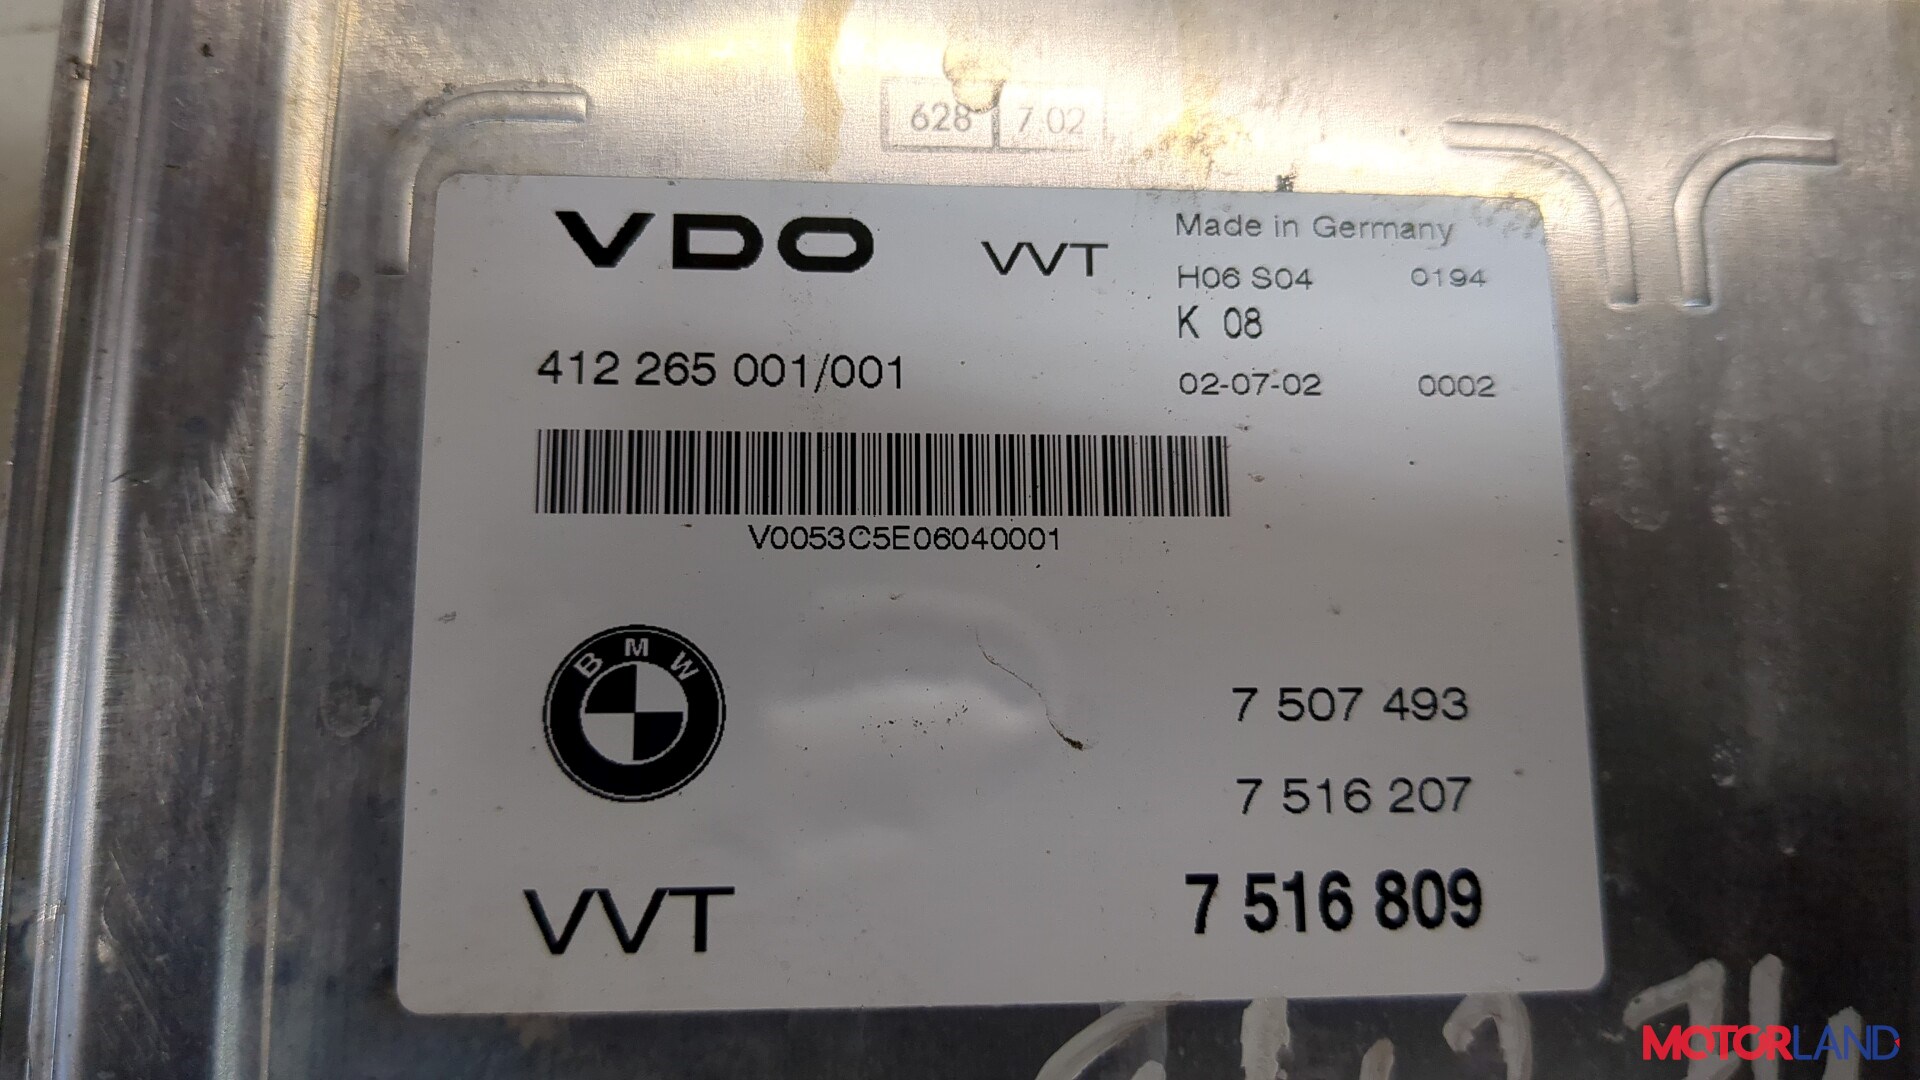 628 7.02
VDO VVT
Made in Germany
H06 S04 0194
K 08
412 265 001/001
02-07-02 0002
V0053C5E06040001
BMW
7 507 493
7 516 207
VVT
7 516 809
MOTORLAND